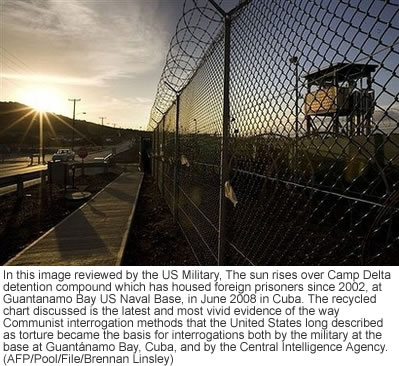 In this image reviewed by the US Military, The sun rises over Camp Delta
detention compound which has housed foreign prisoners since 2002, at
Guantanamo Bay US Naval Base, in June 2008 in Cuba. The recycled
chart discussed is the latest and most vivid evidence of the way
Communist interrogation methods that the United States long described
as torture became the basis for interrogations both by the military at the
base at Guantánamo Bay, Cuba, and by the Central Intelligence Agency.
(AFP/Pool/File/Brennan Linsley)